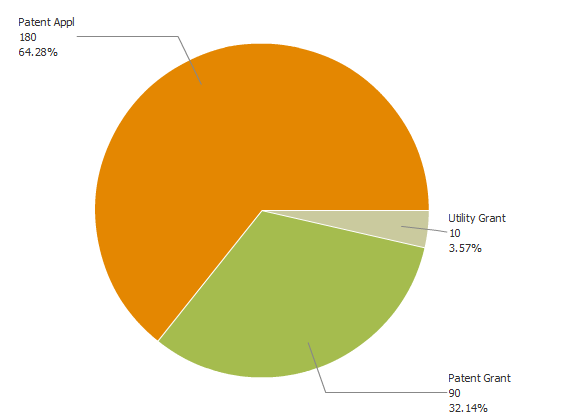 Patent Appl
180
64.28%
Utility Grant
10
3.57%
Patent Grant
90
32.14%